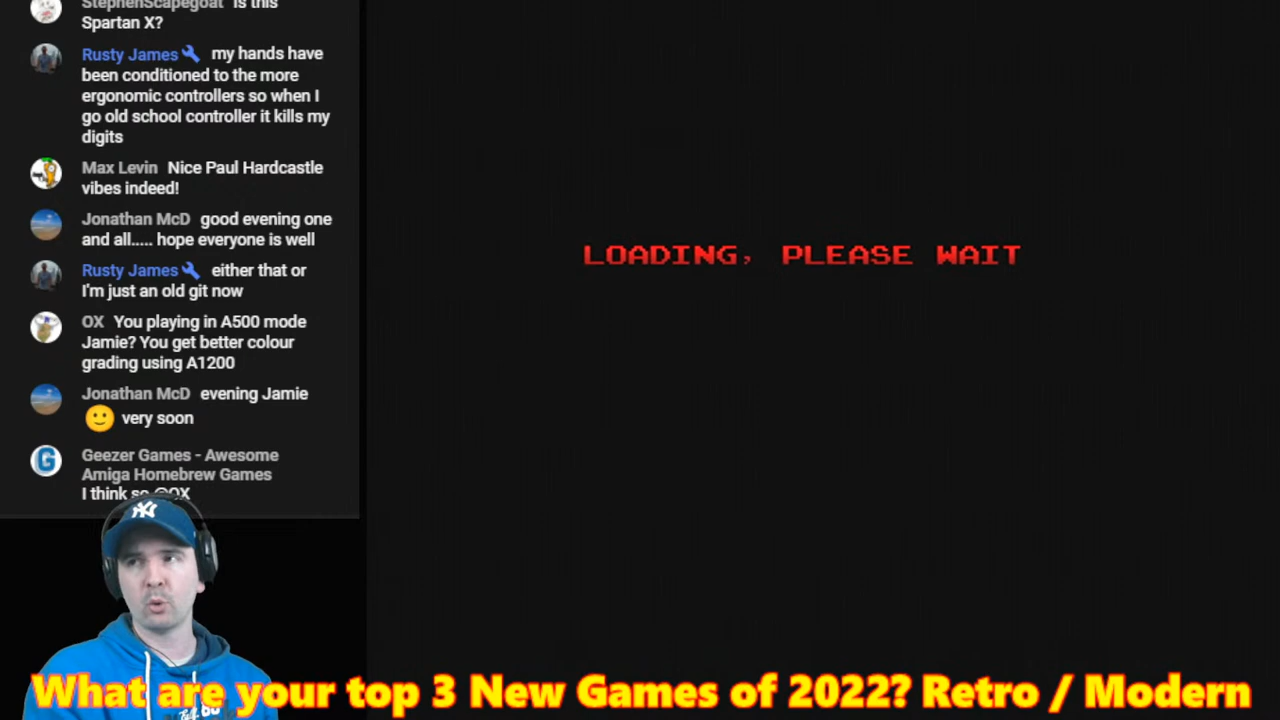 StephenScapegoat Is this
Spartan X?
Rusty James my hands have
been conditioned to the more
ergonomic controllers so when I
go old school controller it kills my
digits
Max Levin Nice Paul Hardcastle
vibes indeed!
Jonathan McD good evening one
and all..... hope everyone is well
Rusty James either that or
I'm just an old git now
OX You playing in A500 mode
Jamie? You get better colour
grading using A1200
Jonathan McD evening Jamie
very soon
Geezer Games - Awesome
Amiga Homebrew Games
I think so @OX
LOADING, PLEASE WAIT
What are your top 3 New Games of 2022? Retro / Modern